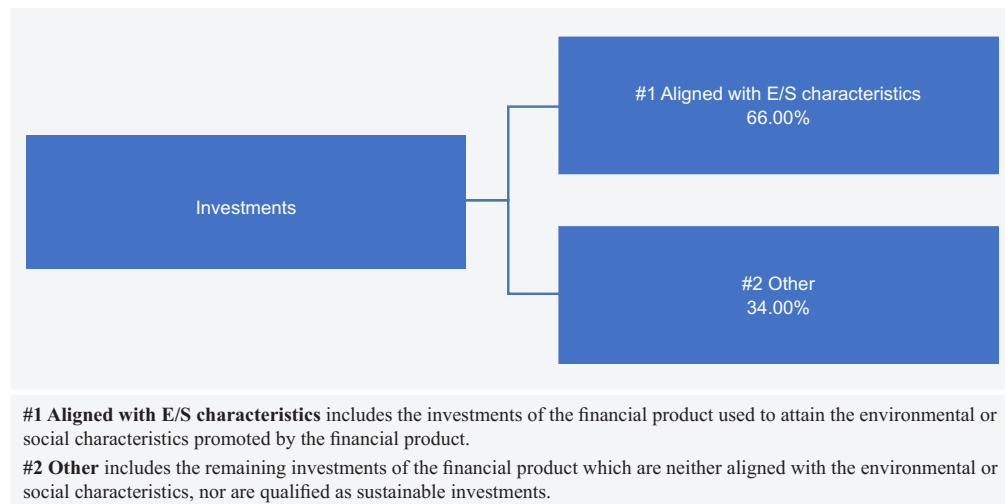 #1 Aligned with E/S characteristics
66.00%
Investments
#2 Other
34.00%
#1 Aligned with E/S characteristics includes the investments of the financial product used to attain the environmental or
social characteristics promoted by the financial product.
#2 Other includes the remaining investments of the financial product which are neither aligned with the environmental or
social characteristics, nor are qualified as sustainable investments.